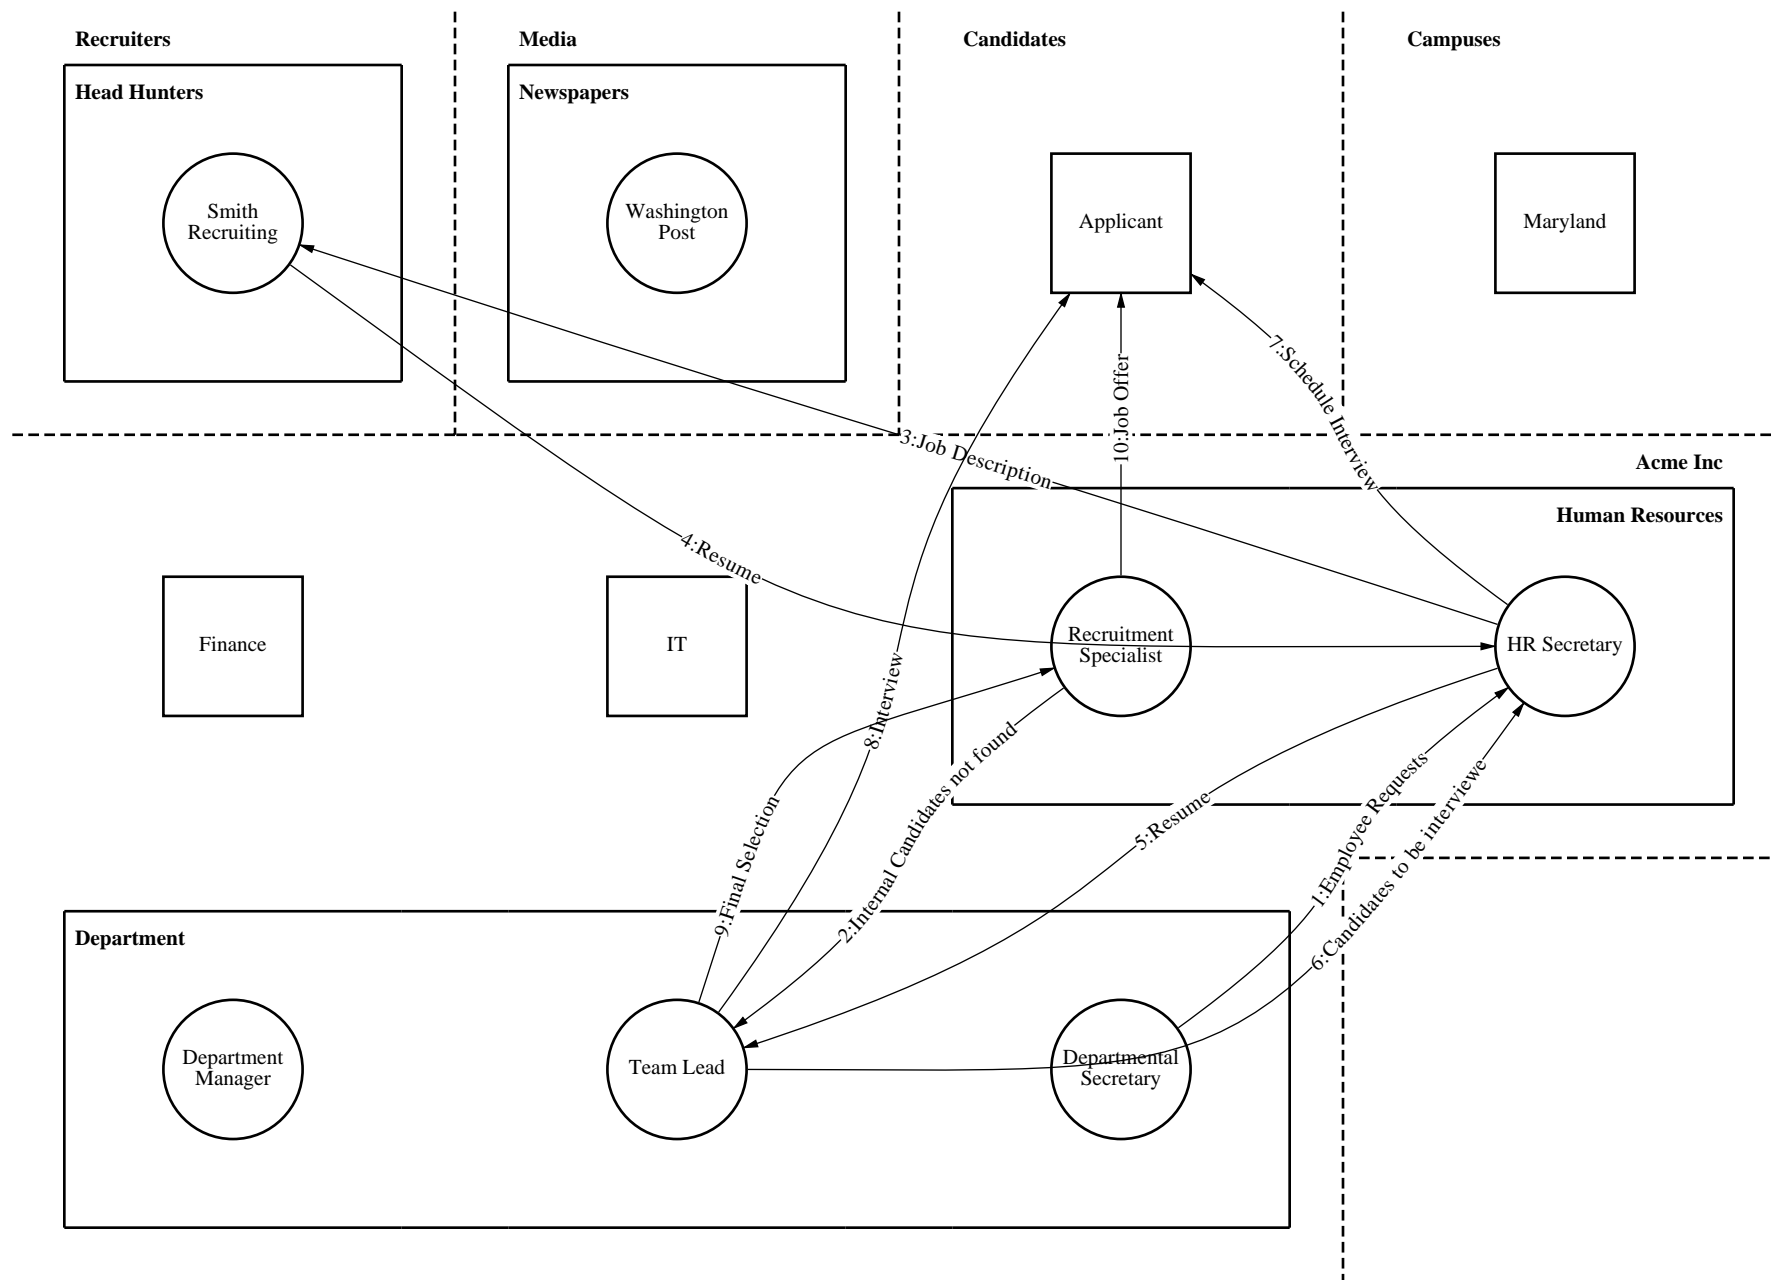 Recruiters
Media
Candidates
Campuses
Head Hunters
Newspapers
Smith
Recruiting
Washington
Post
Applicant
Maryland
7:Schedule Interview
10:Job Offer
3:Job Description
Acme Inc
Human Resources
4:Resume
Finance
IT
Recruitment
Specialist
HR Secretary
8:Interview
2:Internal Candidates not found
9:Final Selection
5:Resume
1:Employee Requests
6:Candidates to be interviewe
Department
Department
Manager
Team Lead
Departmental
Secretary